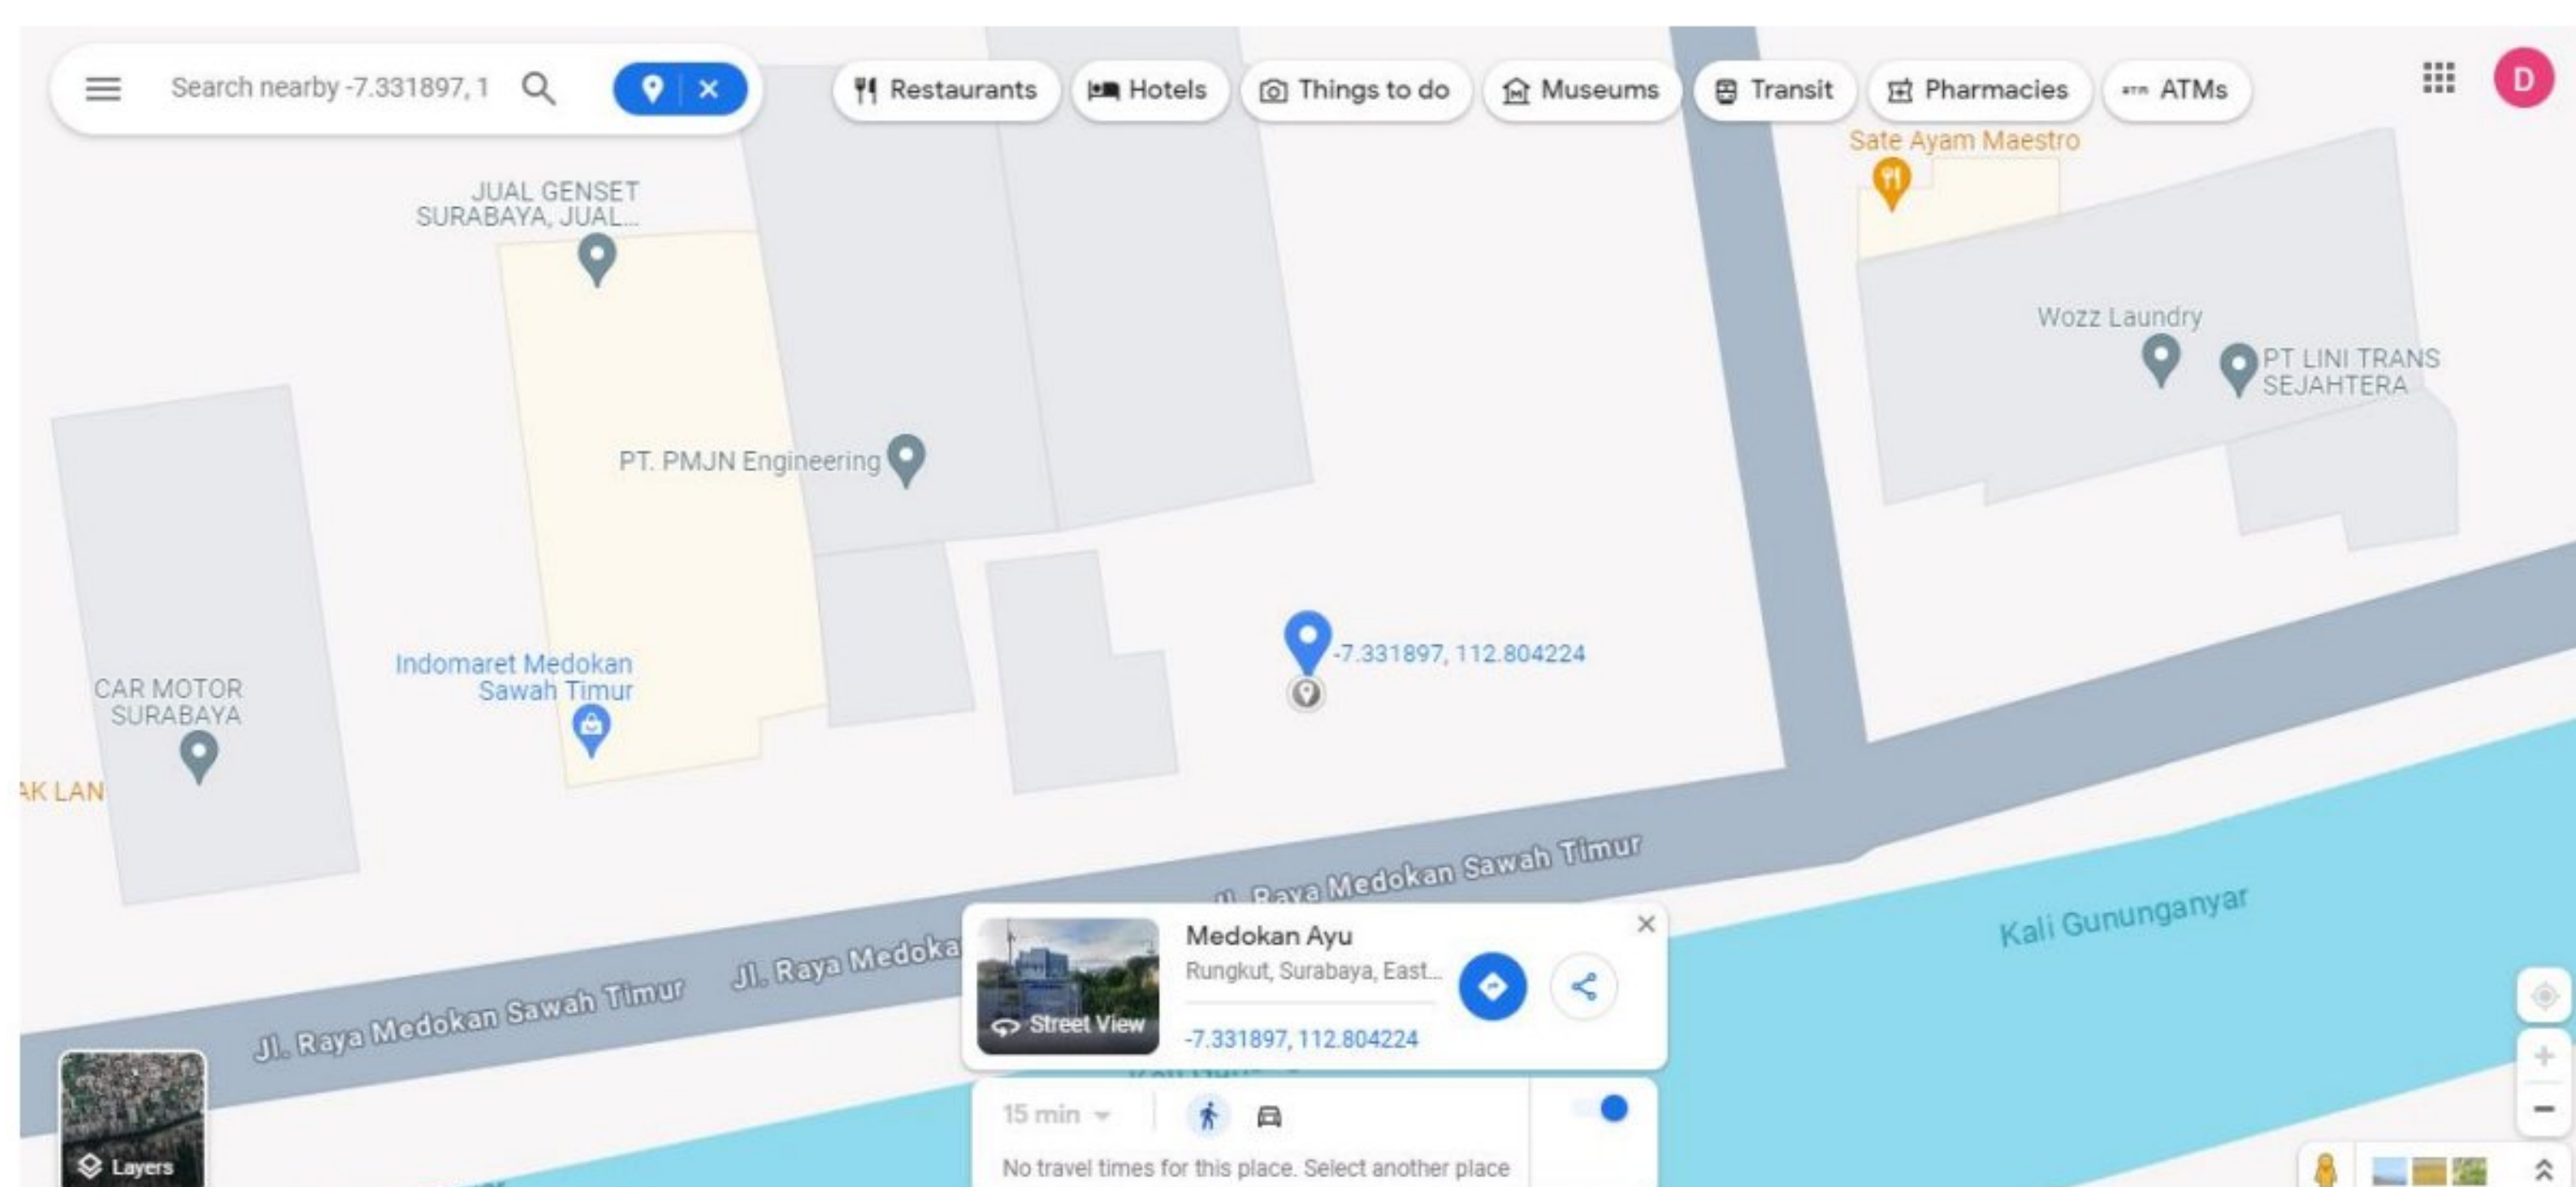 Search nearby -7.331897, 1
Restaurants
Hotels
Things to do
Museums
Transit
Pharmacies
ATMs
D
Sate Ayam Maestro
JUAL GENSET
SURABAYA, JUAL...
Wozz Laundry
PT LINI TRANS
SEJAHTERA
PT. PMJN Engineering
Indomaret Medokan
Sawah Timur
-7.331897, 112.804224
CAR MOTOR
SURABAYA
AK LAN
Jl. Raya Medokan Sawah Timur
Jl. Raya Medoka
Raya Medokan Sawah Timur
Kali Gununganyar
Medokan Ayu
Rungkut, Surabaya, East...
-7.331897, 112.804224
Street View
Layers
15 min
No travel times for this place. Select another place